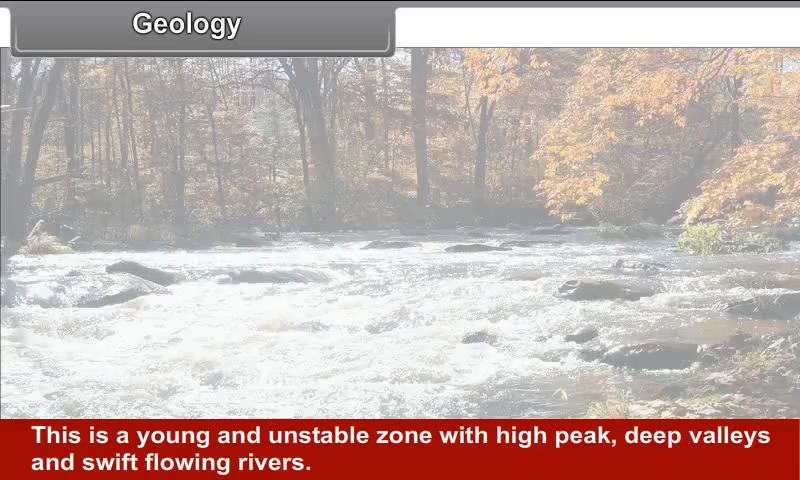 Geology
This is a young and unstable zone with high peak, deep valleys
and swift flowing rivers.